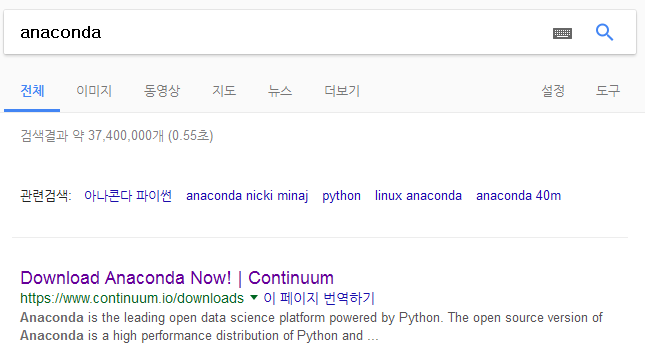 anaconda
전체 이미지 동영상 지도 뉴스 더보기 설정 도구
검색결과 약 37,400,000개 (0.55초)
관련검색: 아나콘다 파이썬 anaconda nicki minaj python linux anaconda anaconda 40m
Download Anaconda Now! | Continuum
https://www.continuum.io/downloads 이 페이지 번역하기
Anaconda is the leading open data science platform powered by Python. The open source version of
Anaconda is a high performance distribution of Python and ...